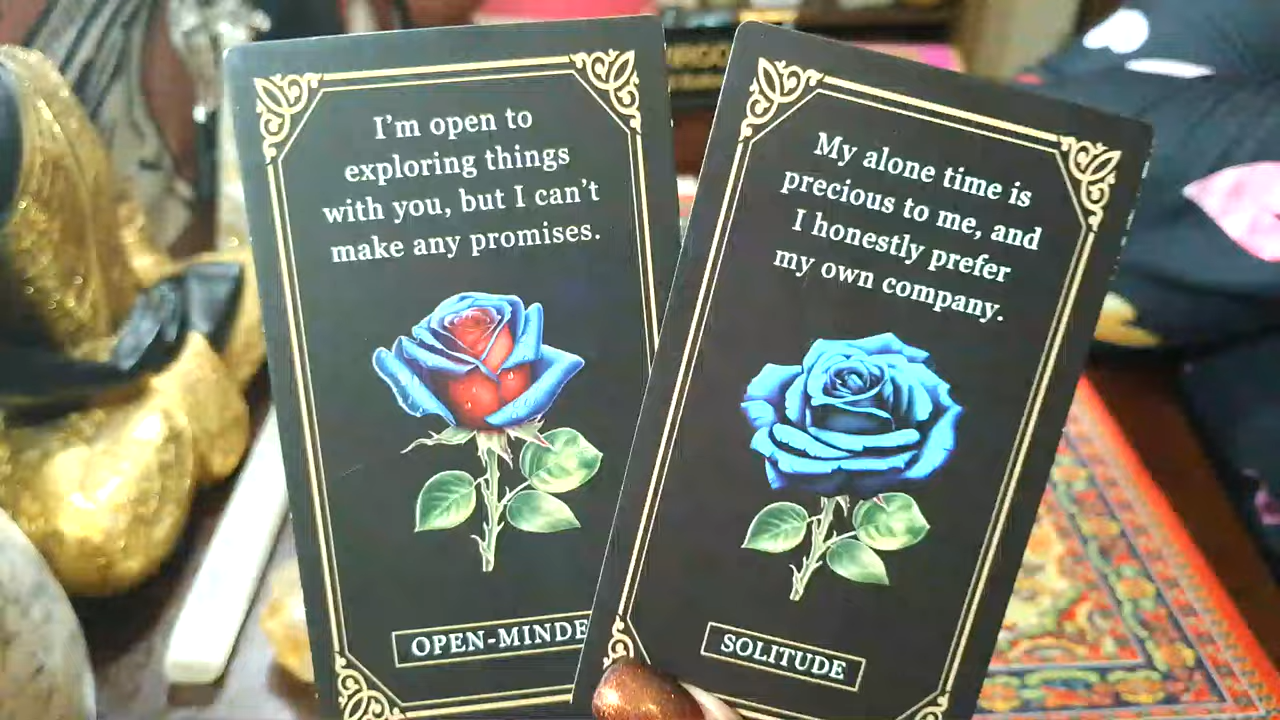 I'm open to
exploring things
with you, but I can't
make any promises.
OPEN-MINDE
My alone time is
precious to me, and
I honestly prefer
my own company.
SOLITUDE